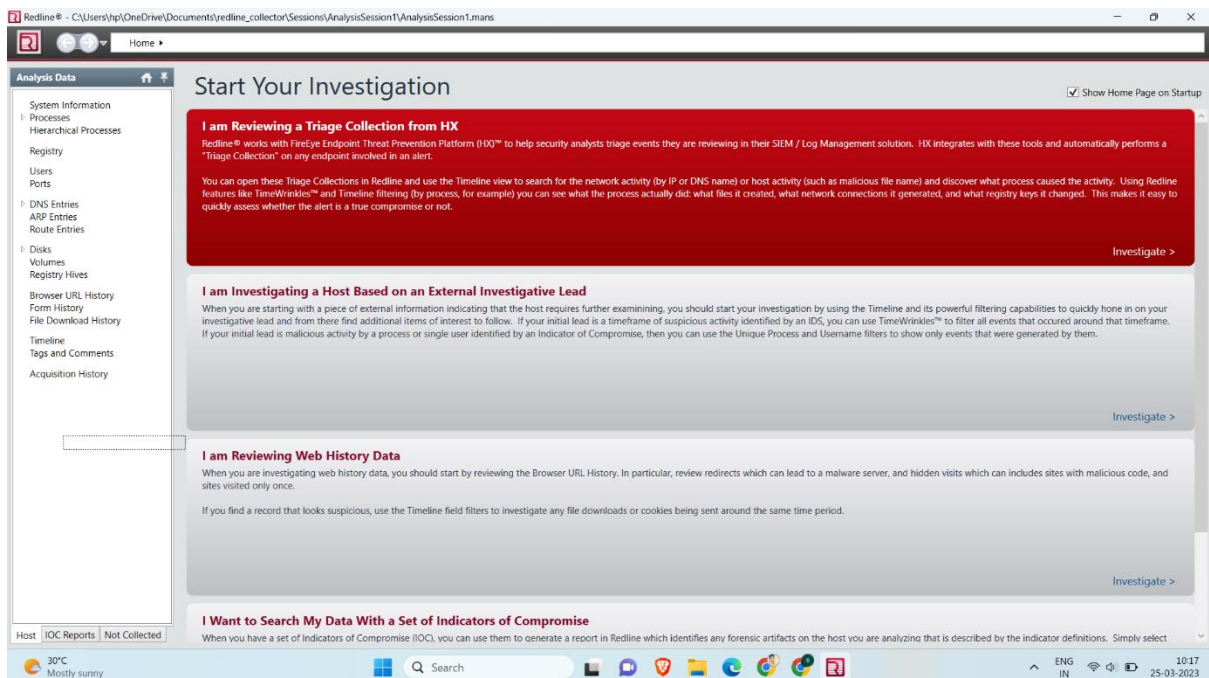 Redline® - C:\Users\hp\OneDrive\Documents\redline_collector\Sessions\AnalysisSession1\AnalysisSession1.mans
Home
Analysis Data
System Information
Processes
Hierarchical Processes
Registry
Users
Ports
DNS Entries
ARP Entries
Route Entries
Disks
Volumes
Registry Hives
Browser URL History
Form History
File Download History
Timeline
Tags and Comments
Acquisition History
Host IOC Reports Not Collected
Start Your Investigation
Show Home Page on Startup
I am Reviewing a Triage Collection from HX
Redline® works with FireEye Endpoint Threat Prevention Platform (HX)™ to help security analysts triage events they are reviewing in their SIEM / Log Management solution. HX integrates with these tools and automatically performs a
"Triage Collection" on any endpoint involved in an alert.
You can open these Triage Collections in Redline and use the Timeline view to search for the network activity (by IP or DNS name) or host activity (such as malicious file name) and discover what process caused the activity. Using Redline
features like TimeWrinkles™ and Timeline filtering (by process, for example) you can see what the process actually did: what files it created, what network connections it generated, and what registry keys it changed. This makes it easy to
quickly assess whether the alert is a true compromise or not.
Investigate >
I am Investigating a Host Based on an External Investigative Lead
When you are starting with a piece of external information indicating that the host requires further examinining, you should start your investigation by using the Timeline and its powerful filtering capabilities to quickly hone in on your
investigative lead and from there find additional items of interest to follow. If your initial lead is a timeframe of suspicious activity identified by an IDS, you can use TimeWrinkles™ to filter all events that occured around that timeframe.
If your initial lead is malicious activity by a process or single user identified by an Indicator of Compromise, then you can use the Unique Process and Username filters to show only events that were generated by them.
Investigate >
I am Reviewing Web History Data
When you are investigating web history data, you should start by reviewing the Browser URL History. In particular, review redirects which can lead to a malware server, and hidden visits which can includes sites with malicious code, and
sites visited only once.
If you find a record that looks suspicious, use the Timeline field filters to investigate any file downloads or cookies being sent around the same time period.
Investigate >
I Want to Search My Data With a Set of Indicators of Compromise
When you have a set of Indicators of Compromise (IOC), you can use them to generate a report in Redline which identifies any forensic artifacts on the host you are analyzing that is described by the indicator definitions. Simply select
30°C
Mostly sunny
Search
ENG
IN
10:17
25-03-2023